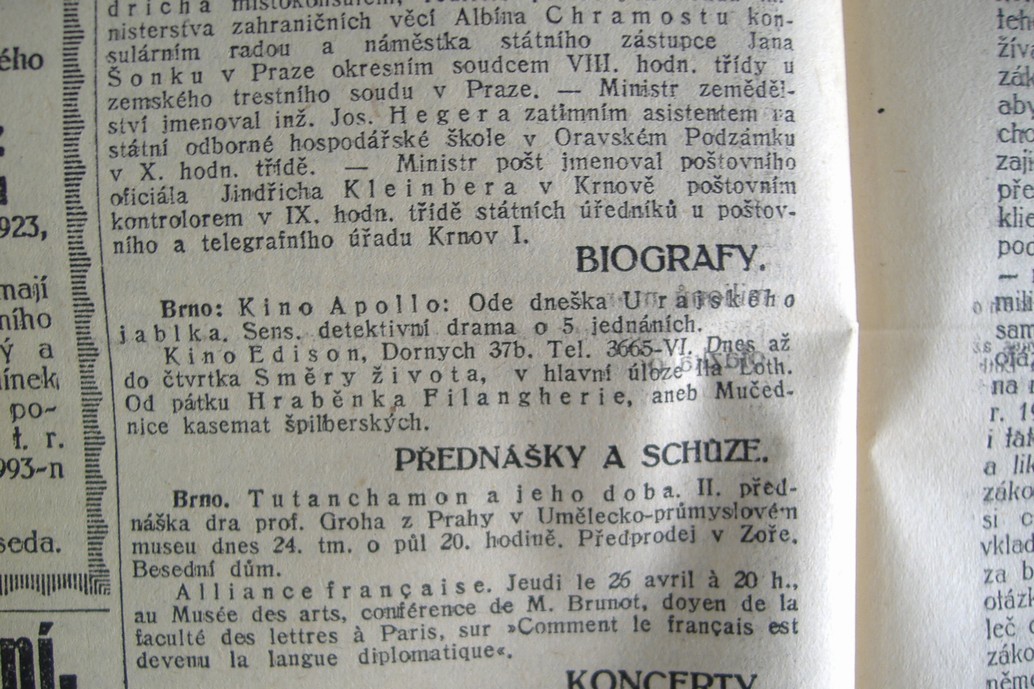 nisterstva zahraničních věcí Albína Chramostu kon-
sulárním radou a náměstka státního zástupce Jana
Šonku v Praze okresním soudcem VIII. hodn. třídy u
zemského trestního soudu v Praze. — Ministr zeměděl-
ství jmenoval inž. Jos. Hegera zatímním asistentem na
státní odborné hospodářské škole v Oravském Podzámku
v X. hodn. třídě. — Ministr pošt jmenoval poštovního
oficiála Jindřicha Kleinbera v Krnově poštovním
kontrolorem v IX. hodn. třídě státních úředníků u poštov-
ního a telegrafního úřadu Krnov I.
BIOGRAFY.
Brno: Kino Apollo: Ode dneška U rajského
jablka. Sens. detektivní drama o 5 jednáních.
Kino Edison, Dornych 37b. Tel. 3665-VI. Dnes až
do čtvrtka Směry života, v hlavní úloze Ila Loth.
Od pátku Hraběnka Filangherie, aneb Mučed-
nice kasemat špilberských.
PŘEDNÁŠKY A SCHŮZE.
Brno. Tutanchamon a jeho doba. II. před-
náška dra prof. Groha z Prahy v Umělecko-průmyslovém
museu dnes 24. tm. o půl 20. hodině. Předprodej v Zoře,
Besední dům.
Alliance française. Jeudi le 26 avril à 20 h.,
au Musée des arts, conférence de M. Brunot, doyen de la
faculté des lettres à Paris, sur »Comment le français est
devenu la langue diplomatique«.
KONCERTY
923,
mají
ního
ý a
po-
t. r.
993-n